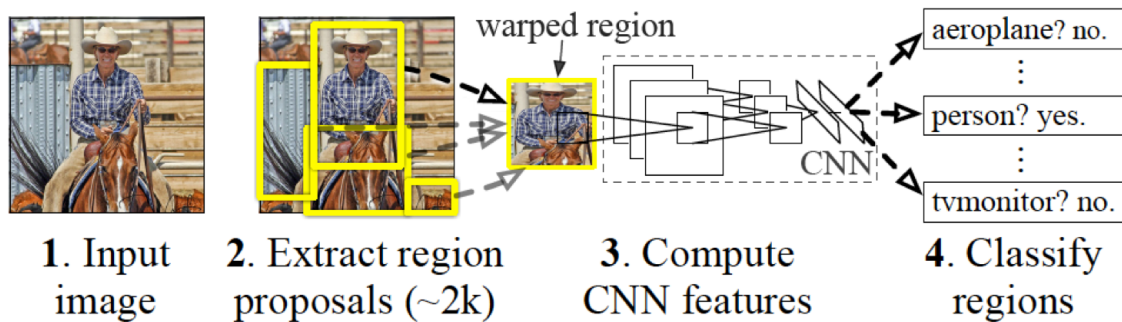 warped region
aeroplane? no.
⋮
person? yes.
CNN
⋮
tvmonitor? no.
1. Input
image
2. Extract region
proposals (~2k)
3. Compute
CNN features
4. Classify
regions